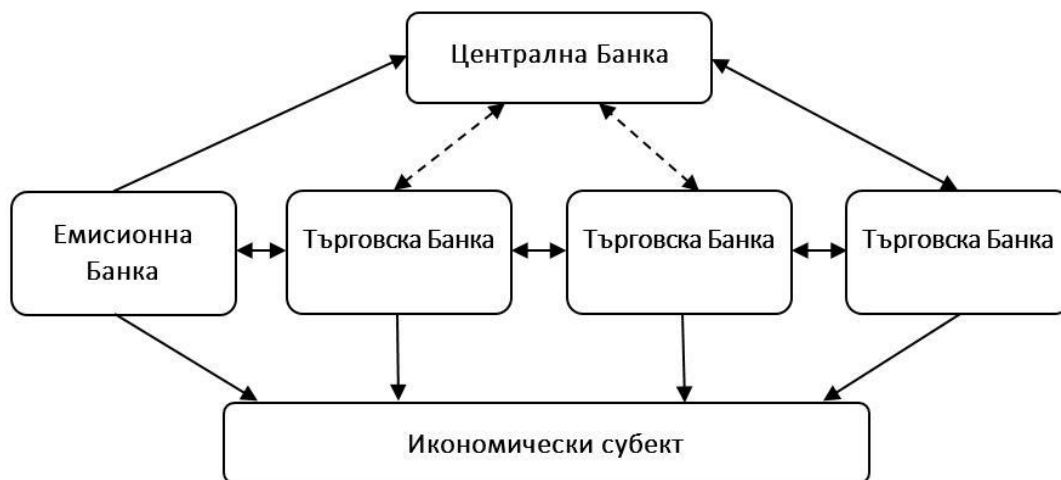 Централна Банка
Емисионна
Банка
Търговска Банка
Търговска Банка
Търговска Банка
Икономически субект